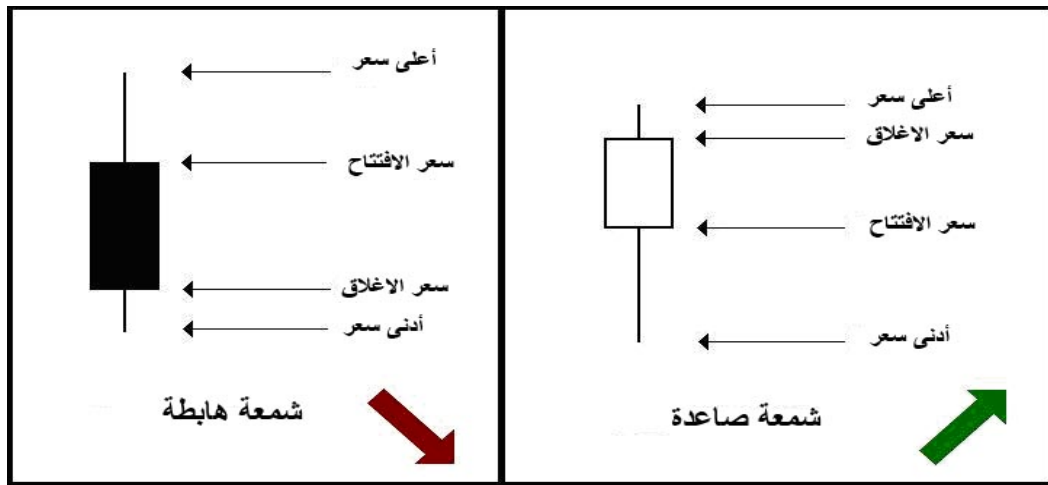 أعلى سعر
سعر الافتتاح
سعر الاغلاق
أدنى سعر
شمعة هابطة
أعلى سعر
سعر الاغلاق
سعر الافتتاح
أدنى سعر
شمعة صاعدة